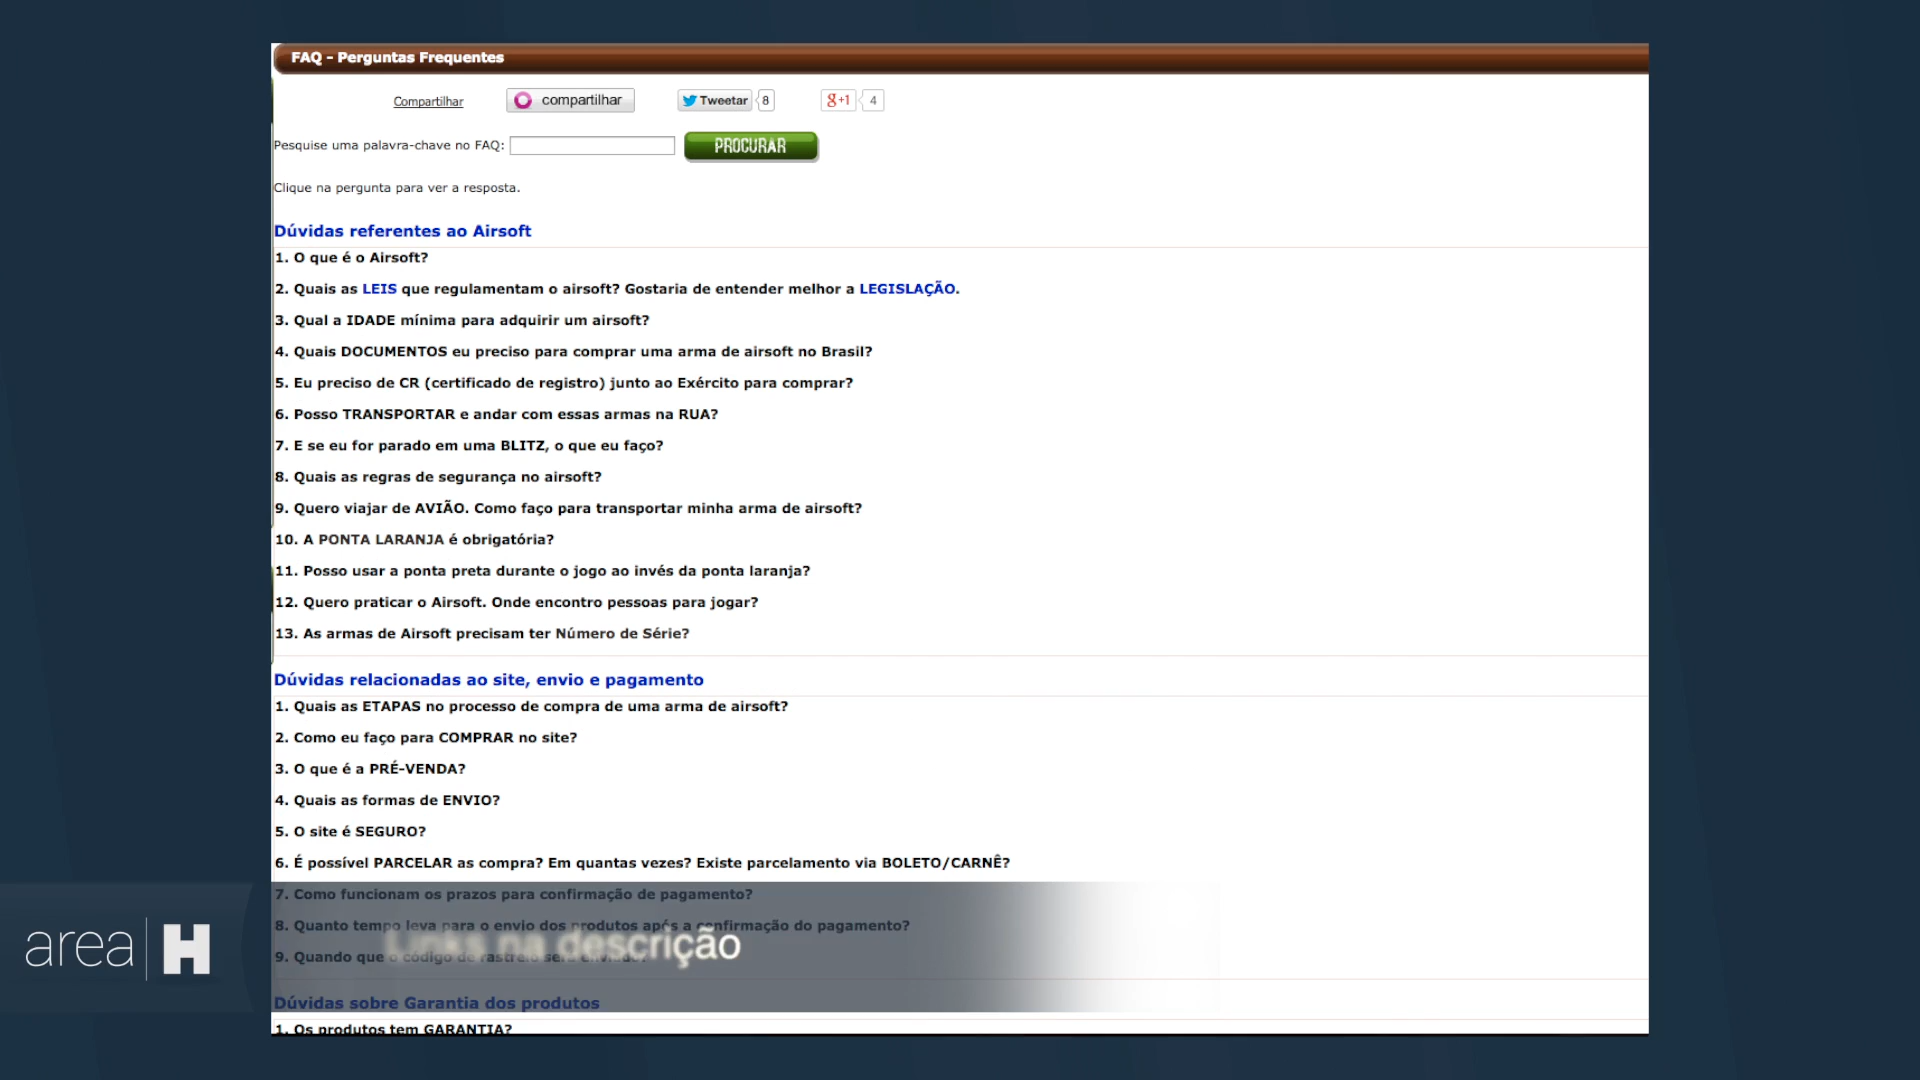 FAQ - Perguntas Frequentes
Compartilhar
compartilhar
Tweetar 8
g+1 4
Pesquise uma palavra-chave no FAQ:
PROCURAR
Clique na pergunta para ver a resposta.
Dúvidas referentes ao Airsoft
1. O que é o Airsoft?
2. Quais as LEIS que regulamentam o airsoft? Gostaria de entender melhor a LEGISLAÇÃO.
3. Qual a IDADE mínima para adquirir um airsoft?
4. Quais DOCUMENTOS eu preciso para comprar uma arma de airsoft no Brasil?
5. Eu preciso de CR (certificado de registro) junto ao Exército para comprar?
6. Posso TRANSPORTAR e andar com essas armas na RUA?
7. E se eu for parado em uma BLITZ, o que eu faço?
8. Quais as regras de segurança no airsoft?
9. Quero viajar de AVIÃO. Como faço para transportar minha arma de airsoft?
10. A PONTA LARANJA é obrigatória?
11. Posso usar a ponta preta durante o jogo ao invés da ponta laranja?
12. Quero praticar o Airsoft. Onde encontro pessoas para jogar?
13. As armas de Airsoft precisam ter Número de Série?
Dúvidas relacionadas ao site, envio e pagamento
1. Quais as ETAPAS no processo de compra de uma arma de airsoft?
2. Como eu faço para COMPRAR no site?
3. O que é a PRÉ-VENDA?
4. Quais as formas de ENVIO?
5. O site é SEGURO?
6. É possível PARCELAR as compra? Em quantas vezes? Existe parcelamento via BOLETO/CARNÊ?
7. Como funcionam os prazos para confirmação de pagamento?
8. Quanto tempo leva para o envio dos produtos após a confirmação do pagamento?
Links na descrição
9. Quando que o código de rastreio será enviado?
area H
Dúvidas sobre Garantia dos produtos
1. Os produtos tem GARANTIA?